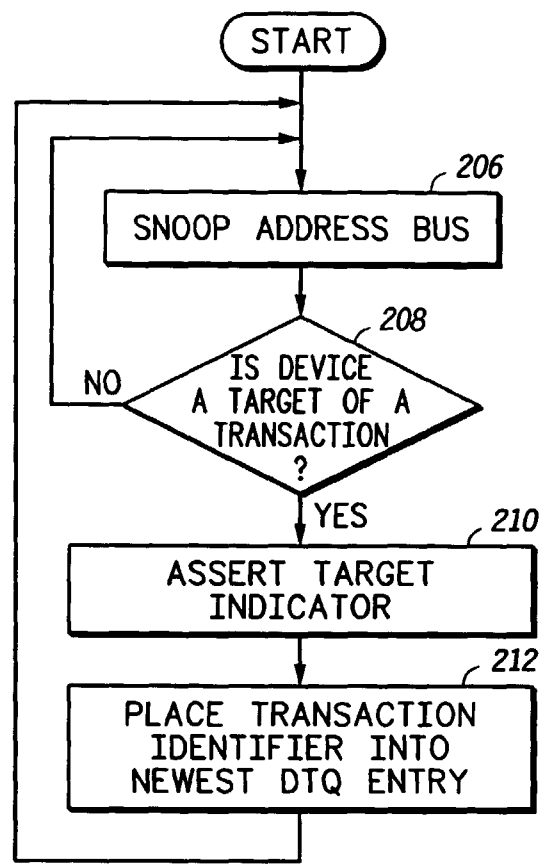 START
206
SNOOP ADDRESS BUS
208
IS DEVICE
A TARGET OF A
TRANSACTION
?
NO
YES
210
ASSERT TARGET
INDICATOR
212
PLACE TRANSACTION
IDENTIFIER INTO
NEWEST DTQ ENTRY